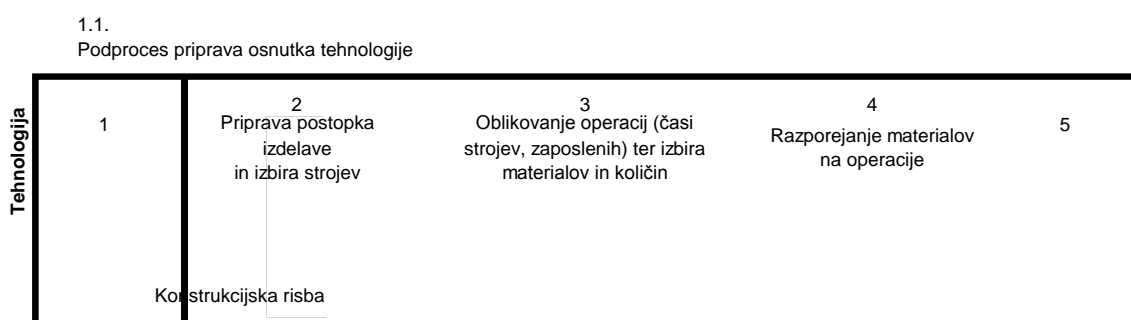 1.1.
Podproces priprava osnutka tehnologije
Tehnologija
1
2
Priprava postopka
izdelave
in izbira strojev
3
Oblikovanje operacij (časi
strojev, zaposlenih) ter izbira
materialov in količin
4
Razporejanje materialov
na operacije
5
Konstrukcijska risba